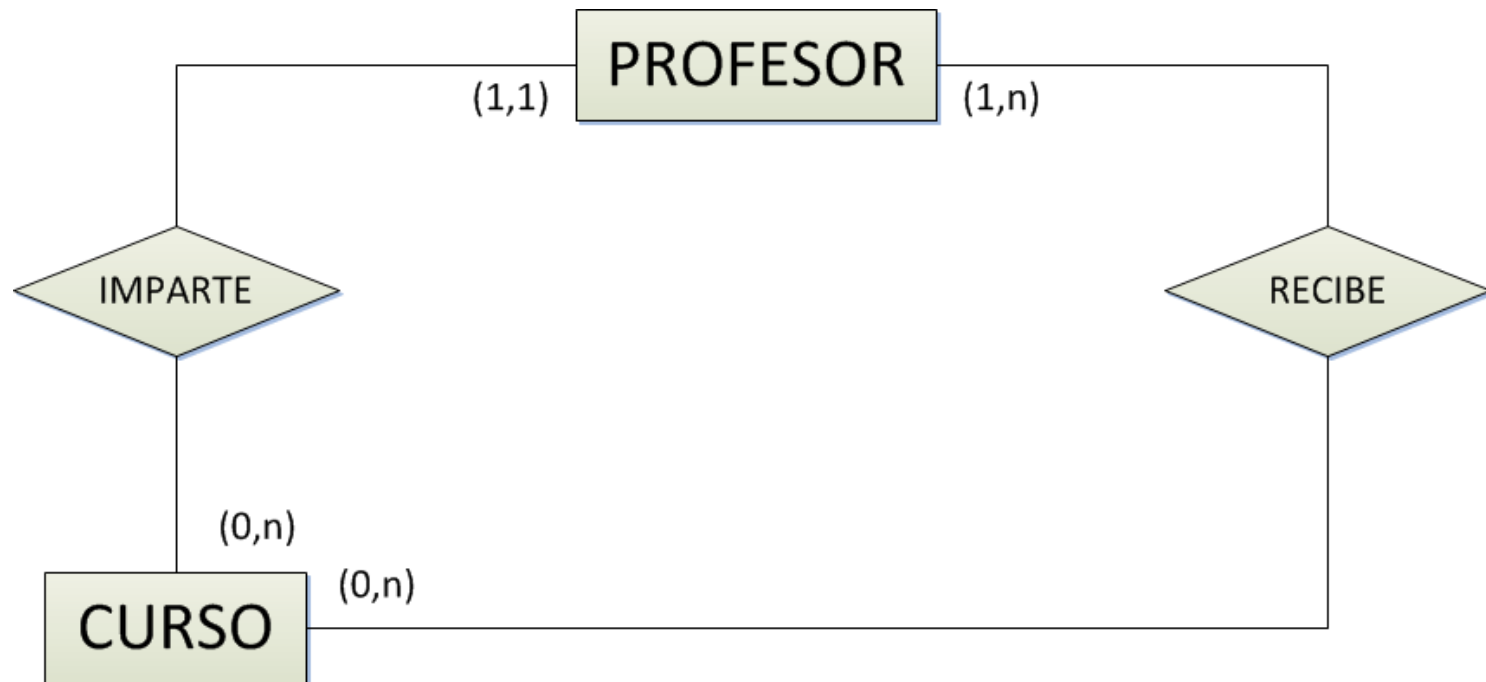 PROFESOR
(1,1)
(1,n)
IMPARTE
RECIBE
(0,n)
(0,n)
CURSO